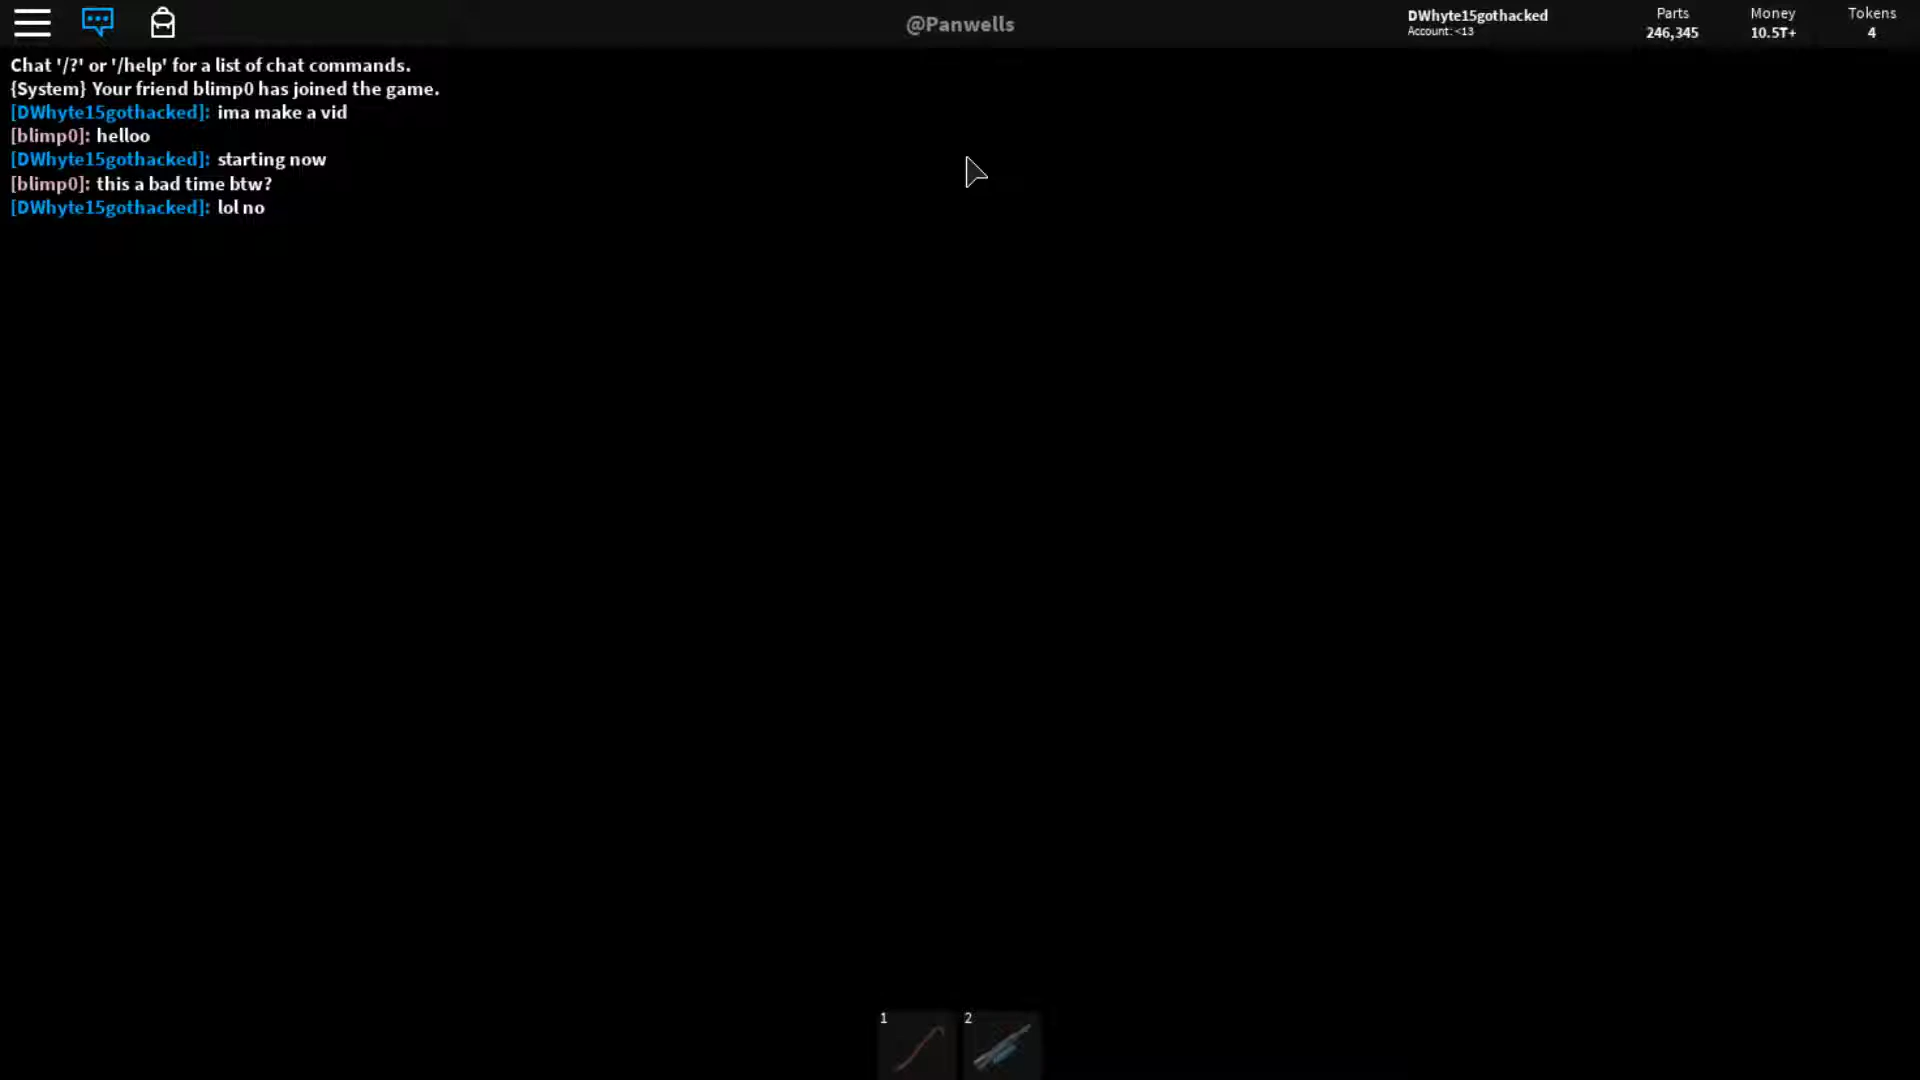 @Panwells
DWhyte15gothacked
Account: <13
Parts
246,345
Money
10.5T+
Tokens
4
Chat '/?' or '/help' for a list of chat commands.
{System} Your friend blimp0 has joined the game.
[DWhyte15gothacked]: ima make a vid
[blimp0]: helloo
[DWhyte15gothacked]: starting now
[blimp0]: this a bad time btw?
[DWhyte15gothacked]: lol no
1
2